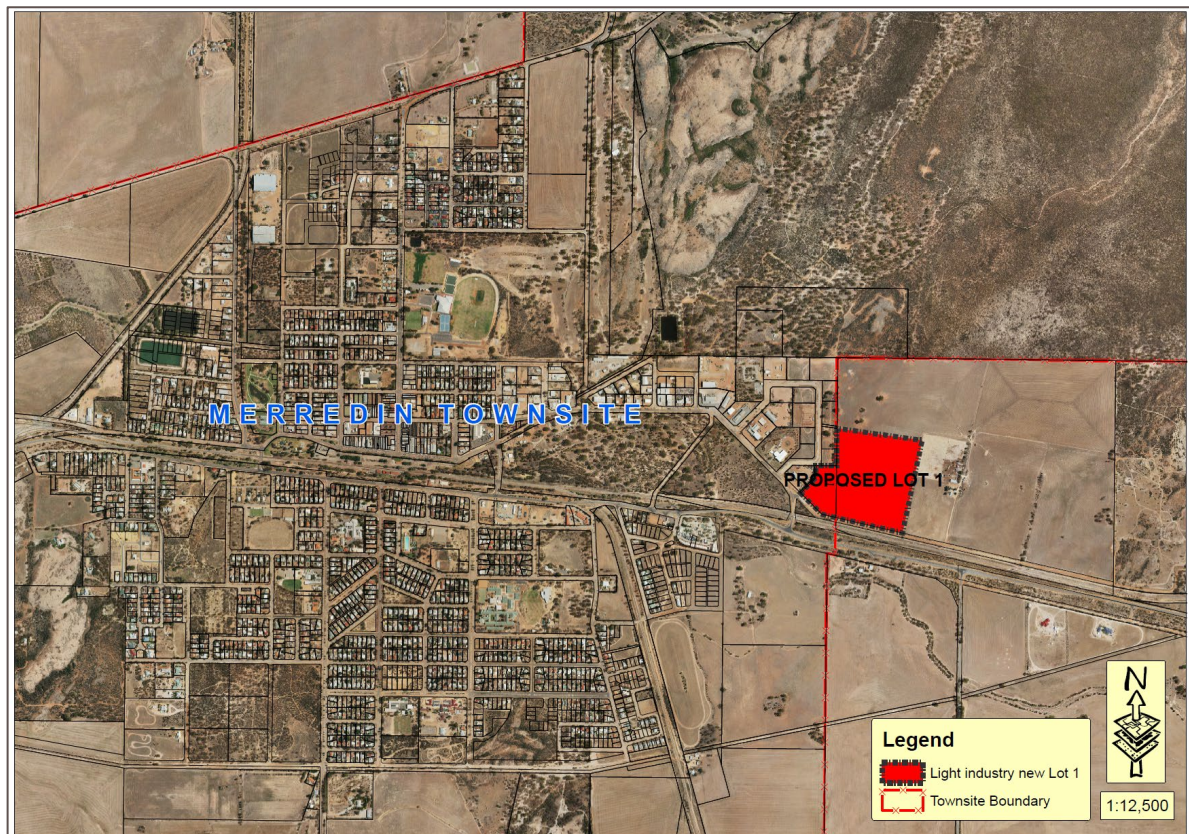 MERREDIN TOWNSITE
PROPOSED LOT 1
N
Legend
Light industry new Lot 1
Townsite Boundary
1:12,500